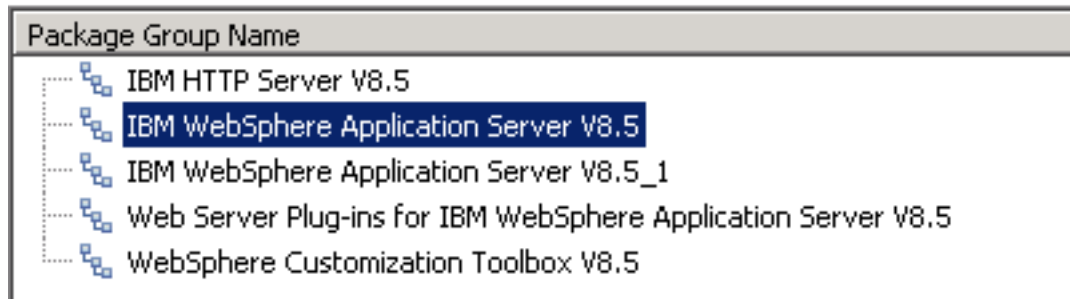 Package Group Name
IBM HTTP Server V8.5
IBM WebSphere Application Server V8.5
IBM WebSphere Application Server V8.5_1
Web Server Plug-ins for IBM WebSphere Application Server V8.5
WebSphere Customization Toolbox V8.5